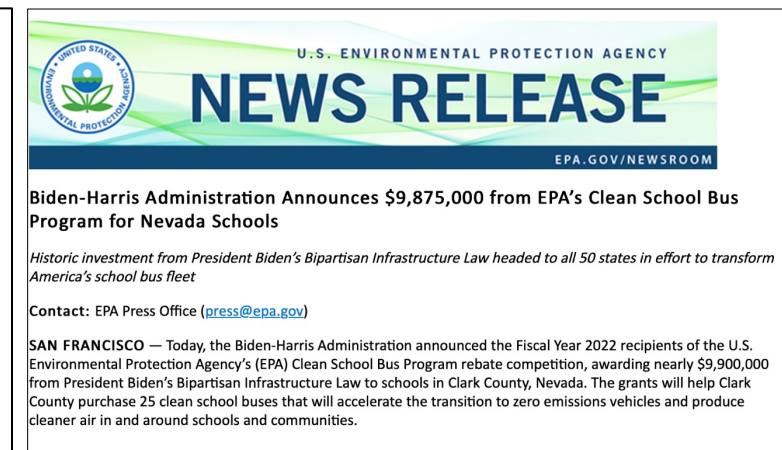 UNITED STATES
ENVIRONMENTAL PROTECTION AGENCY
U.S. ENVIRONMENTAL PROTECTION AGENCY
NEWS RELEASE
EPA.GOV/NEWSROOM
Biden-Harris Administration Announces $9,875,000 from EPA’s Clean School Bus
Program for Nevada Schools
Historic investment from President Biden’s Bipartisan Infrastructure Law headed to all 50 states in effort to transform
America’s school bus fleet
Contact: EPA Press Office (press@epa.gov)
SAN FRANCISCO — Today, the Biden-Harris Administration announced the Fiscal Year 2022 recipients of the U.S.
Environmental Protection Agency’s (EPA) Clean School Bus Program rebate competition, awarding nearly $9,900,000
from President Biden’s Bipartisan Infrastructure Law to schools in Clark County, Nevada. The grants will help Clark
County purchase 25 clean school buses that will accelerate the transition to zero emissions vehicles and produce
cleaner air in and around schools and communities.